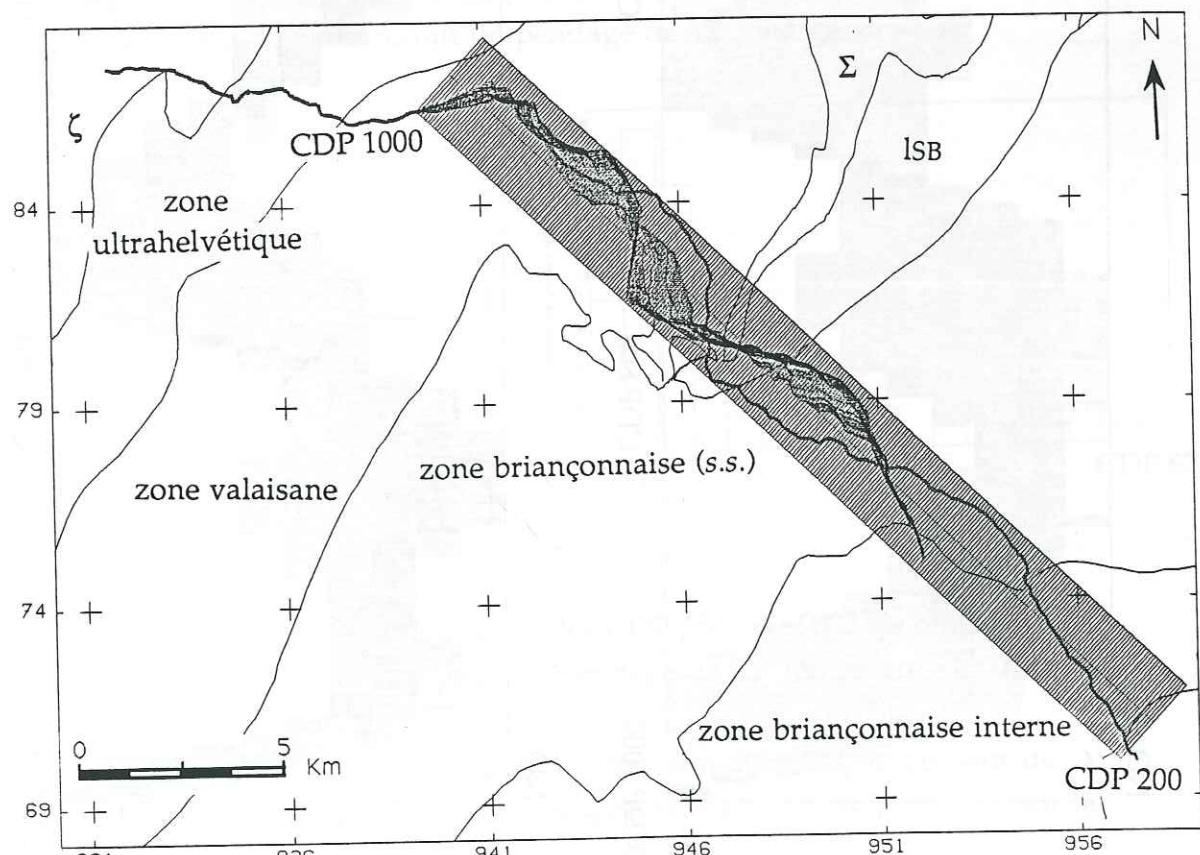 N
Σ
lSB
ζ
CDP 1000
84
zone
ultrahelvétique
79
zone briançonnaise (s.s.)
zone valaisane
74
zone briançonnaise interne
0 5
Km
CDP 200
69
941 946 951 956